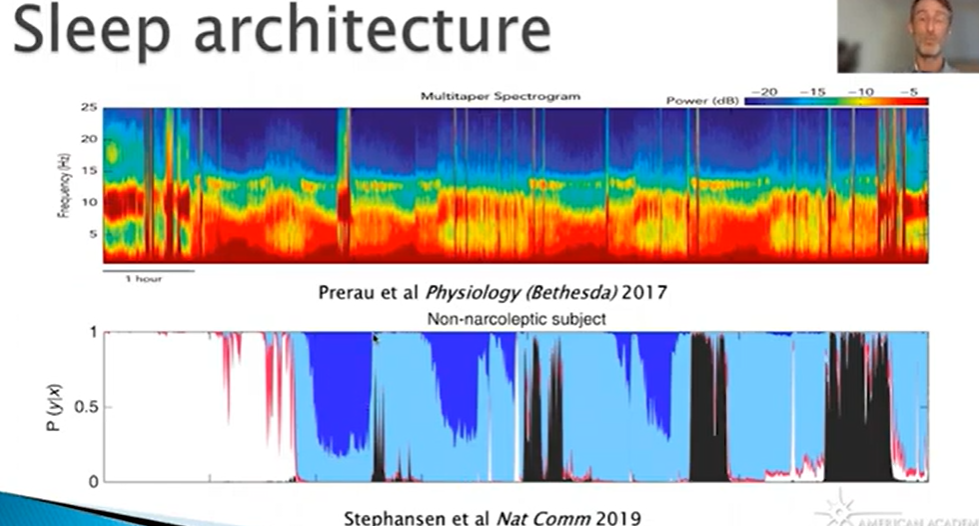 Sleep architecture
Multitaper Spectrogram
Power (dB) −20 −15 −10 −5
Frequency (Hz)
25
20
15
10
5
1 hour
Prerau et al Physiology (Bethesda) 2017
Non-narcoleptic subject
P (y|x)
1
0.5
0
Stephansen et al Nat Comm 2019
AMERICAN ACADEM